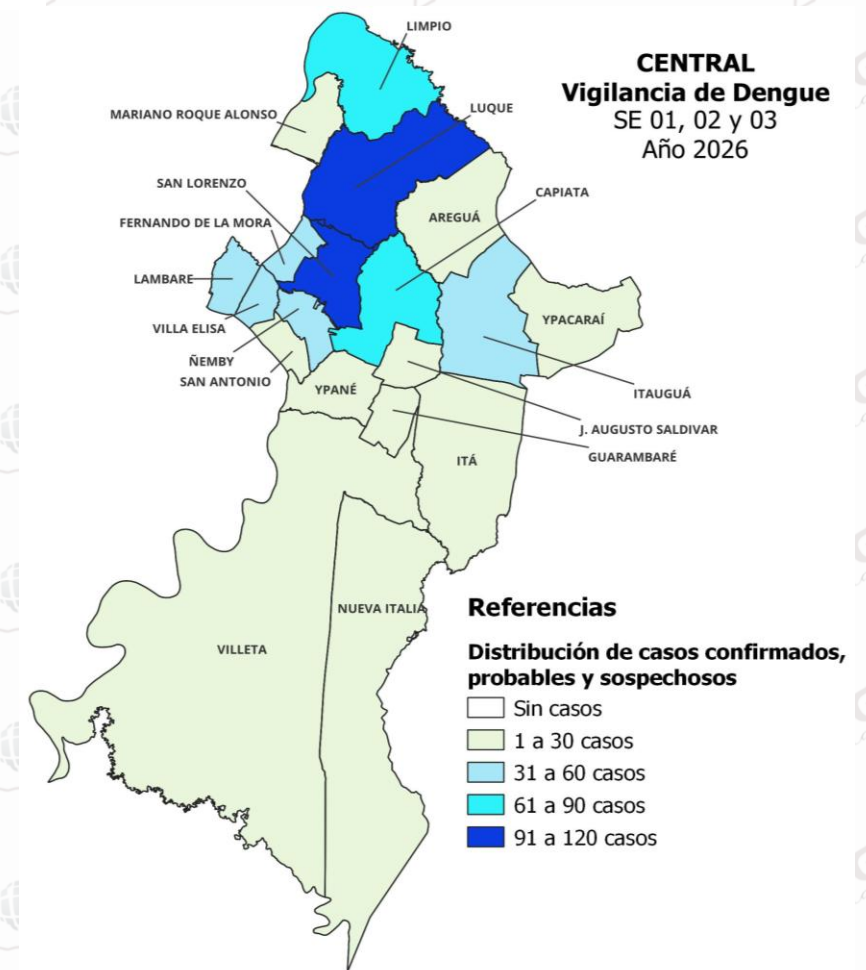 CENTRAL
Vigilancia de Dengue
SE 01, 02 y 03
Año 2026
LIMPIO
MARIANO ROQUE ALONSO
LUQUE
SAN LORENZO
CAPIATA
FERNANDO DE LA MORA
AREGUÁ
LAMBARE
VILLA ELISA
YPACARAÍ
ÑEMBY
SAN ANTONIO
YPANÉ
ITAUGUÁ
J. AUGUSTO SALDIVAR
GUARAMBARÉ
ITÁ
NUEVA ITALIA
VILLETA
Referencias
Distribución de casos confirmados,
probables y sospechosos
Sin casos
1 a 30 casos
31 a 60 casos
61 a 90 casos
91 a 120 casos